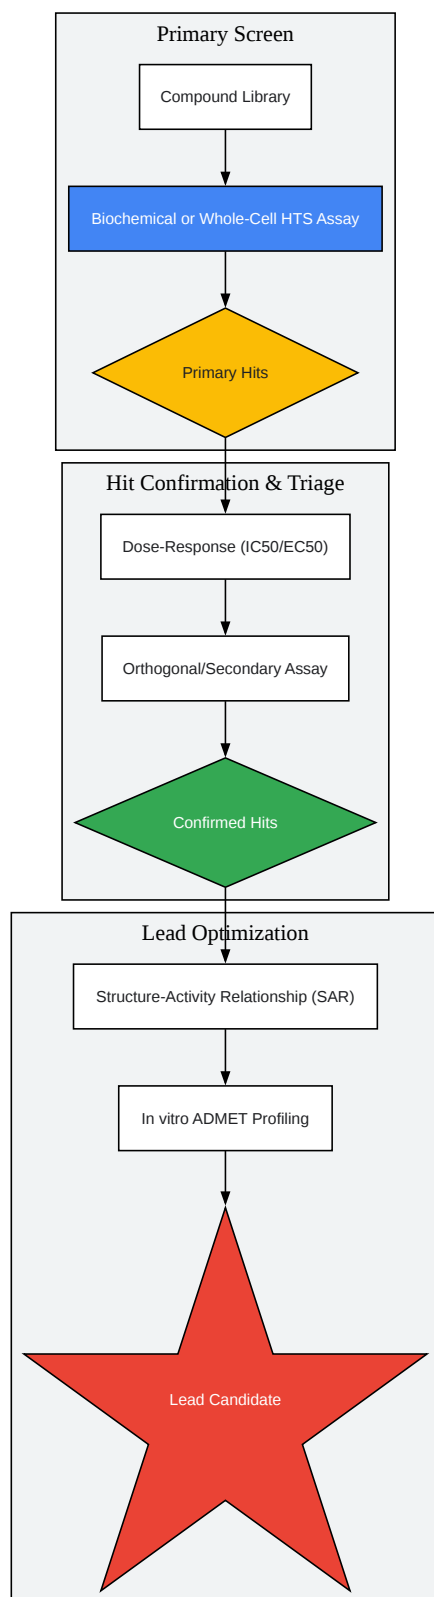 Primary Screen
Compound Library
Biochemical or Whole-Cell HTS Assay
Primary Hits
Hit Confirmation & Triage
Dose-Response (IC50/EC50)
Orthogonal/Secondary Assay
Confirmed Hits
Lead Optimization
Structure-Activity Relationship (SAR)
In vitro ADMET Profiling
Lead Candidate